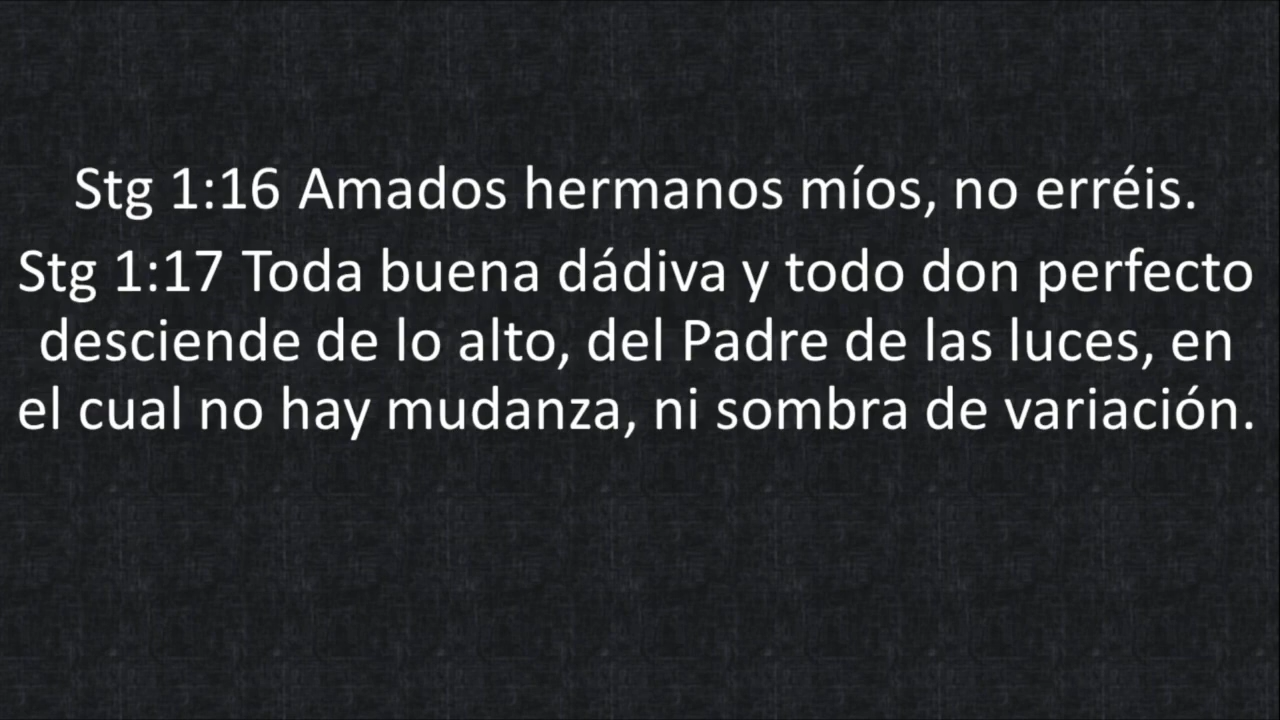 Stg 1:16 Amados hermanos míos, no erréis.
Stg 1:17 Toda buena dádiva y todo don perfecto
desciende de lo alto, del Padre de las luces, en
el cual no hay mudanza, ni sombra de variación.